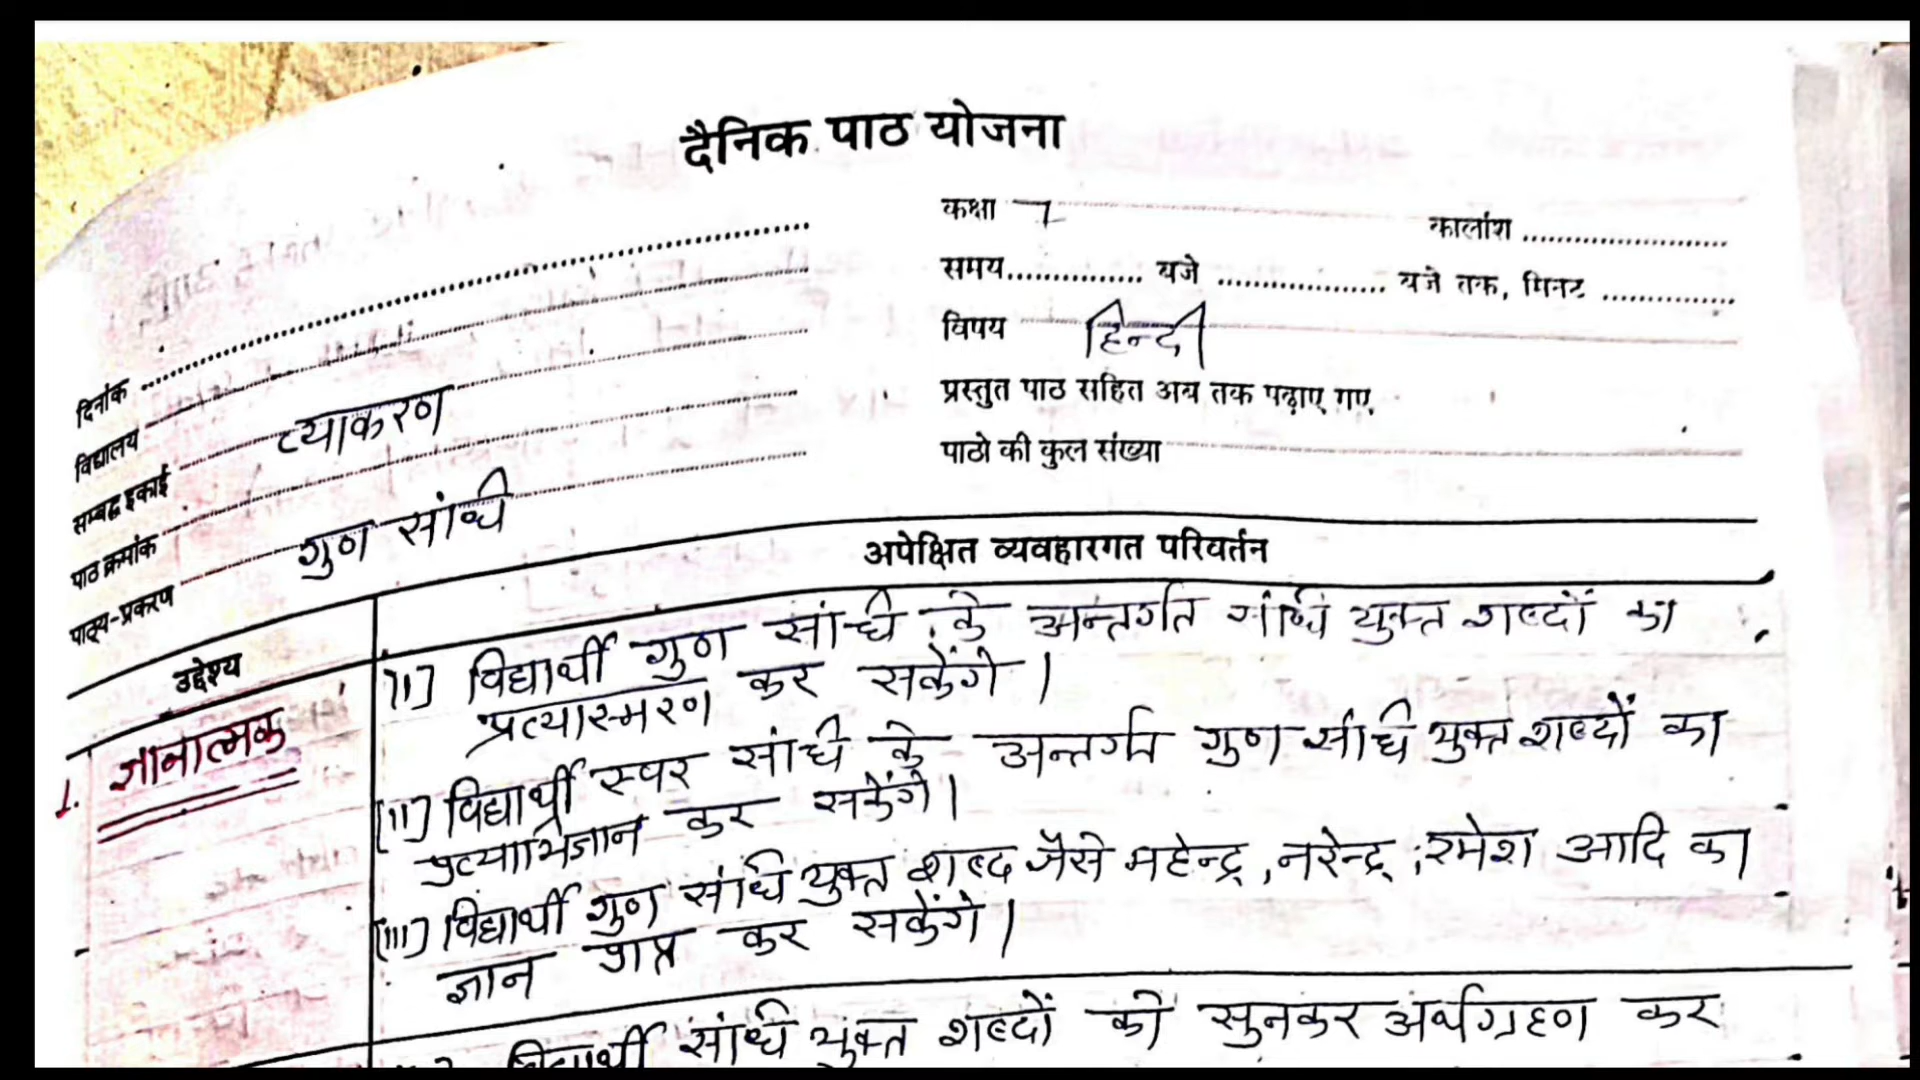 दैनिक पाठ योजना
दिनांक
विद्यालय
सम्बद्ध इकाई व्याकरण
पाठ क्रमांक
पाठ्य-प्रकरण गुण संधि
कक्षा 7 कालांश
समय बजे बजे तक, मिनट
विषय हिन्दी
प्रस्तुत पाठ सहित अब तक पढ़ाए गए
पाठो की कुल संख्या
उद्देश्य अपेक्षित व्यवहारगत परिवर्तन
1. ज्ञानात्मक
[I] विद्यार्थी गुण संधि के अन्तर्गत संधि युक्त शब्दों का
प्रत्यास्मरण कर सकेंगे।
[II] विद्यार्थी स्वर संधि के अन्तर्गत गुण संधि युक्त शब्दों का
प्रत्याभिज्ञान कर सकेंगे।
[III] विद्यार्थी गुण संधि युक्त शब्द जैसे महेन्द्र, नरेन्द्र, रमेश आदि का
ज्ञान प्राप्त कर सकेंगे।
विद्यार्थी संधि युक्त शब्दों को सुनकर अर्थग्रहण कर